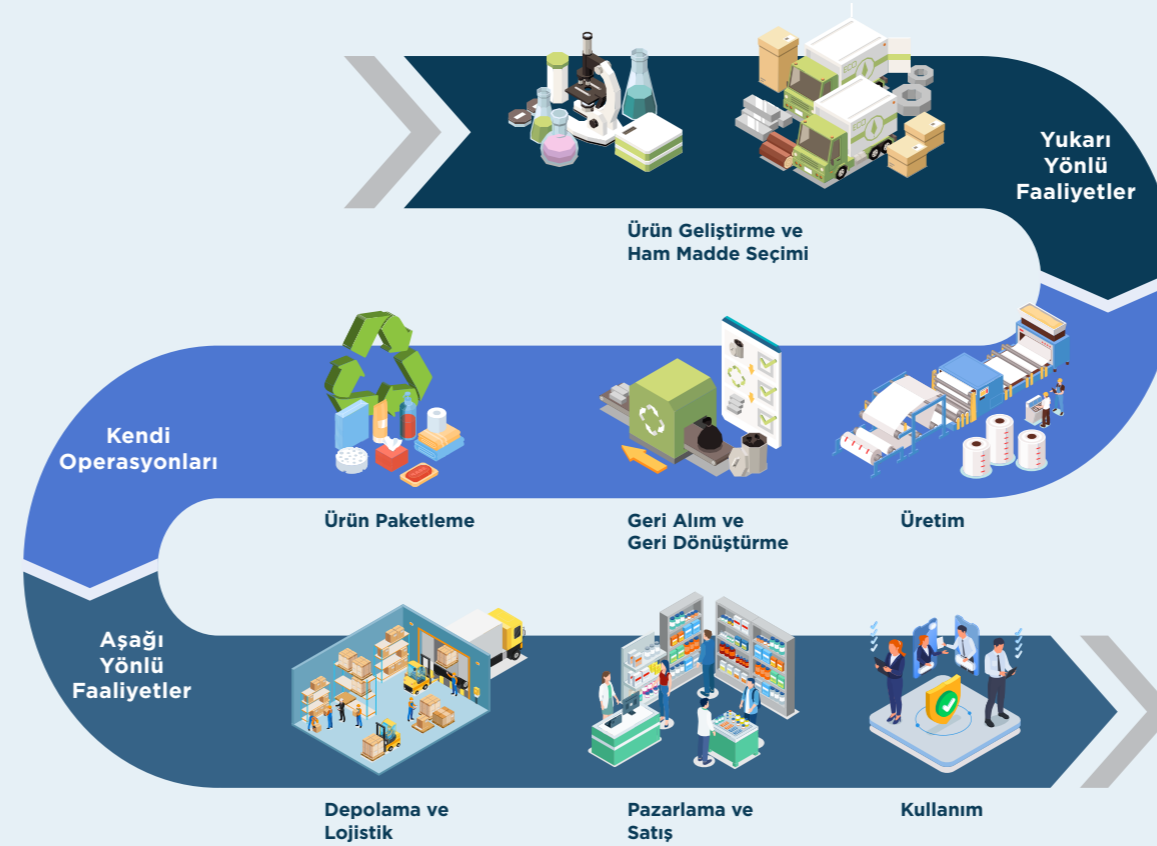 Yukarı
Yönlü
Faaliyetler
Ürün Geliştirme ve
Ham Madde Seçimi
Kendi
Operasyonları
Ürün Paketleme
Geri Alım ve
Geri Dönüştürme
Üretim
Aşağı
Yönlü
Faaliyetler
Depolama ve
Lojistik
Pazarlama ve
Satış
Kullanım